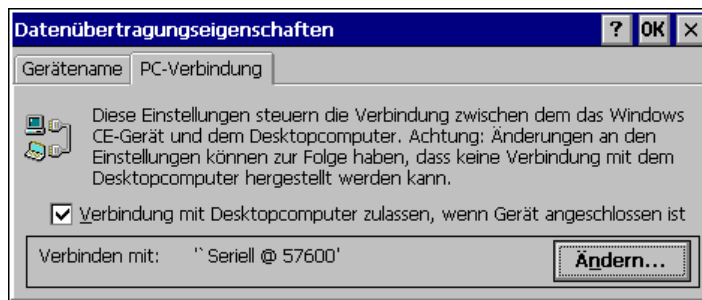 Datenübertragungseigenschaften ? OK ×
Gerätename PC-Verbindung
Diese Einstellungen steuern die Verbindung zwischen dem das Windows
CE-Gerät und dem Desktopcomputer. Achtung: Änderungen an den
Einstellungen können zur Folge haben, dass keine Verbindung mit dem
Desktopcomputer hergestellt werden kann.
Verbindung mit Desktopcomputer zulassen, wenn Gerät angeschlossen ist
Verbinden mit: '`Seriell @ 57600' Ändern...